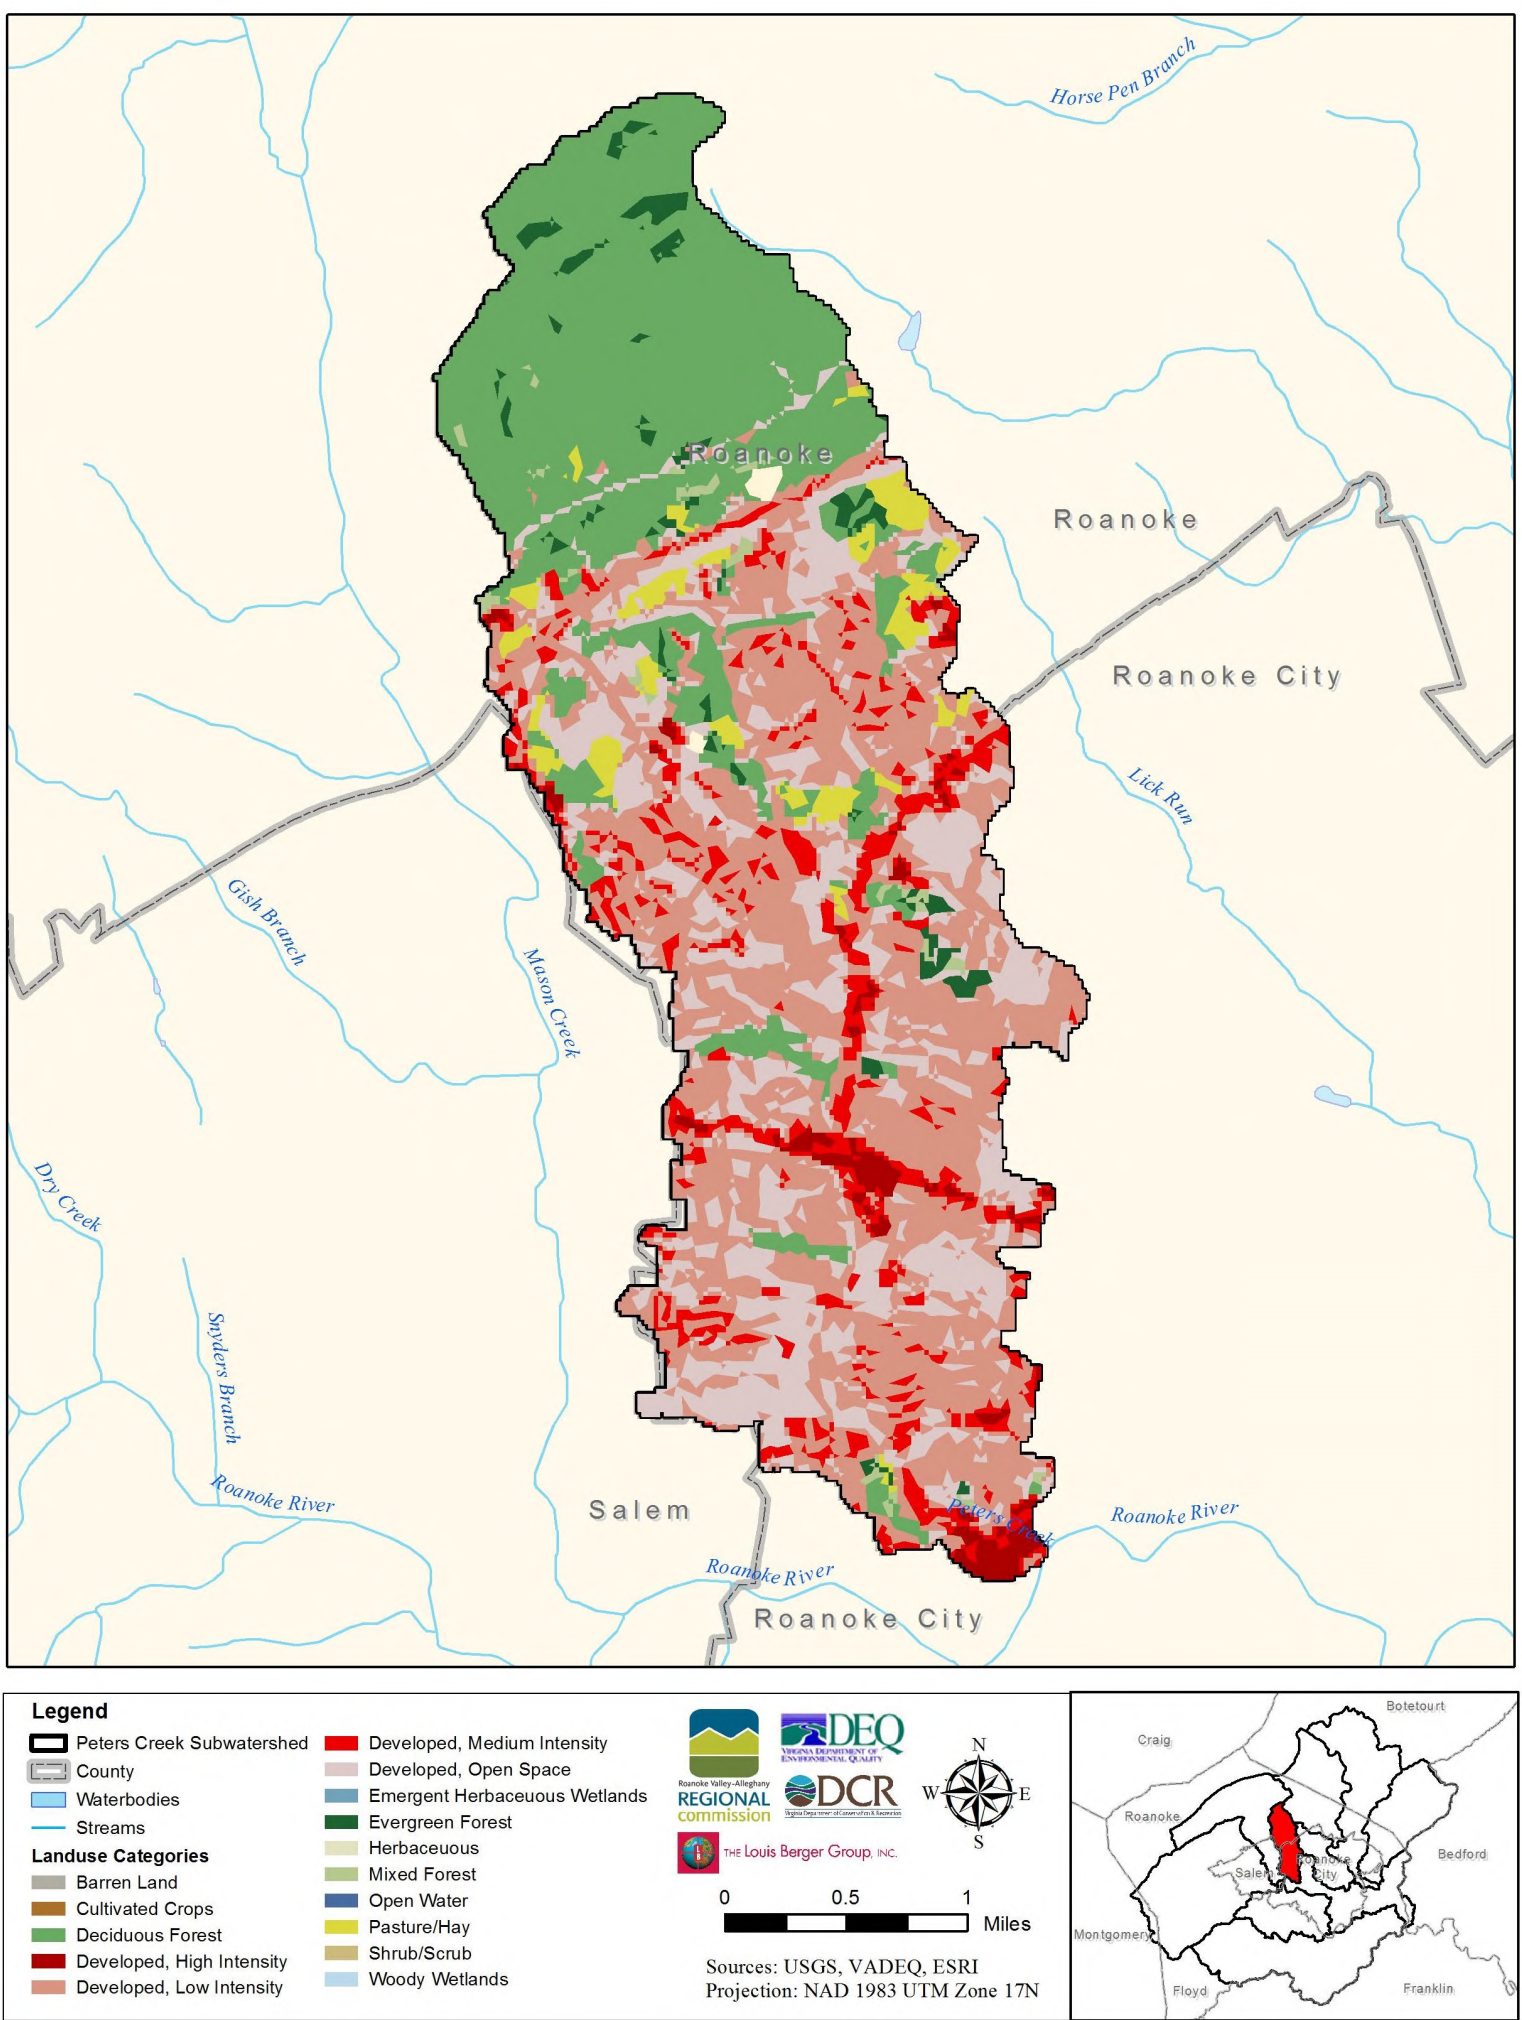 Horse Pen Branch
Roanoke
Roanoke
Roanoke City
Lick Run
Gish Branch
Mason Creek
Dry Creek
Snyders Branch
Roanoke River
Salem
Peters Creek
Roanoke River
Roanoke River
Roanoke City
Legend
Peters Creek Subwatershed
County
Waterbodies
Streams
Landuse Categories
Barren Land
Cultivated Crops
Deciduous Forest
Developed, High Intensity
Developed, Low Intensity
Developed, Medium Intensity
Developed, Open Space
Emergent Herbaceuous Wetlands
Evergreen Forest
Herbaceuous
Mixed Forest
Open Water
Pasture/Hay
Shrub/Scrub
Woody Wetlands
Roanoke Valley-Alleghany
REGIONAL
commission
DEQ
VIRGINIA DEPARTMENT OF
ENVIRONMENTAL QUALITY
DCR
Virginia Department of Conservation & Recreation
THE Louis Berger Group, INC.
N
W
E
S
0 0.5 1
Miles
Sources: USGS, VADEQ, ESRI
Projection: NAD 1983 UTM Zone 17N
Botetourt
Craig
Roanoke
Roanoke
City
Salem
Bedford
Montgomery
Floyd
Franklin